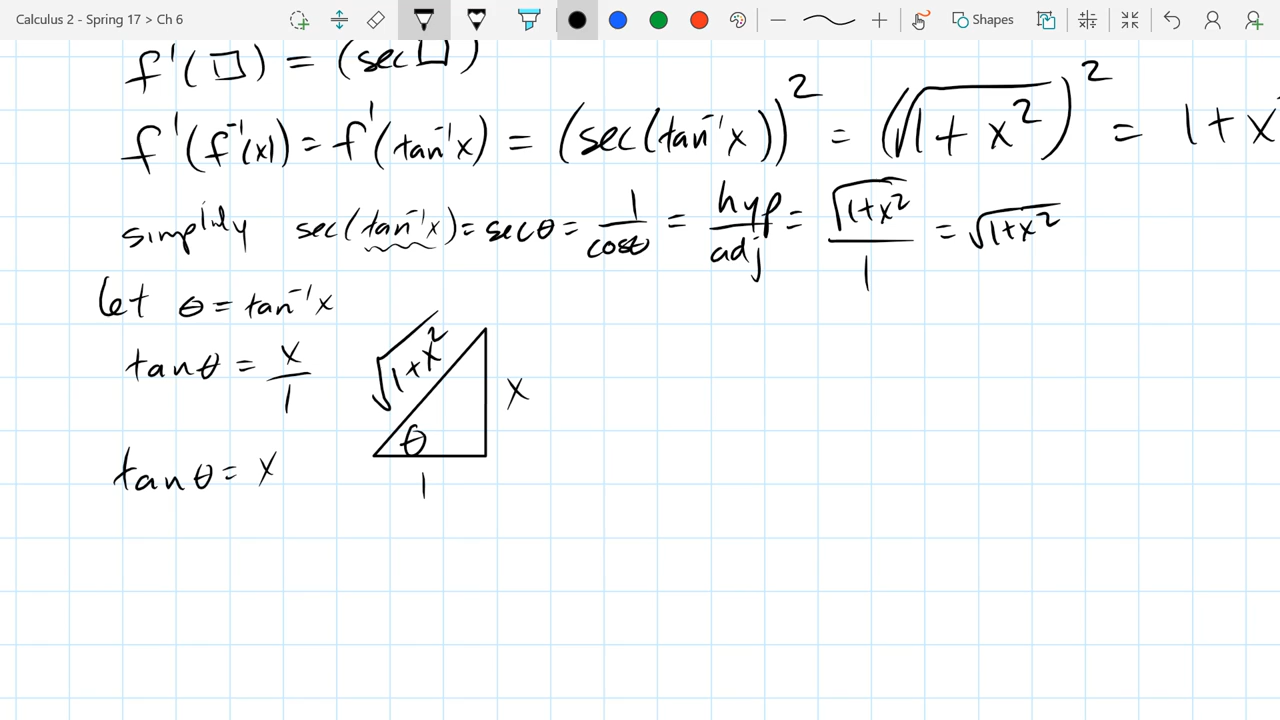 Calculus 2 - Spring 17 > Ch 6
Shapes
f'(□) = (sec □)
f'(f⁻¹(x)) = f'(tan⁻¹x) = (sec(tan⁻¹x))² = (√(1+x²))² = 1+x
simplify sec(tan⁻¹x) = secθ = 1/cosθ = hyp/adj = √(1+x²)/1 = √(1+x²)
let θ = tan⁻¹x
tanθ = x/1
√(1+x²)
x
θ
1
tanθ = x